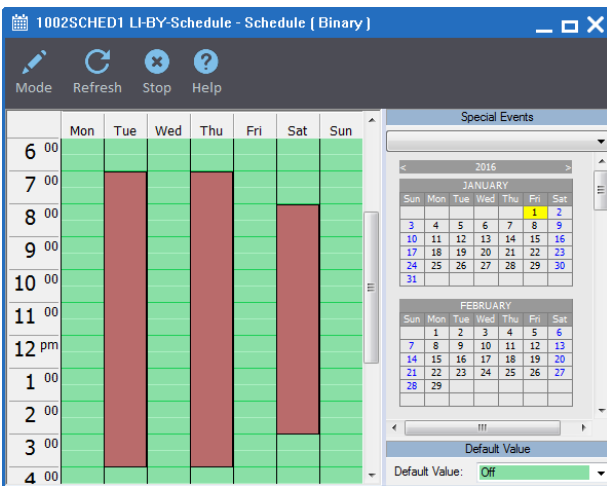 1002SCHED1 LI-BY-Schedule - Schedule ( Binary )
Mode Refresh Stop Help
Mon Tue Wed Thu Fri Sat Sun
6 00
7 00
8 00
9 00
10 00
11 00
12 pm
1 00
2 00
3 00
4 00
Special Events
< 2016 >
JANUARY
Sun Mon Tue Wed Thu Fri Sat
1 2
3 4 5 6 7 8 9
10 11 12 13 14 15 16
17 18 19 20 21 22 23
24 25 26 27 28 29 30
31
FEBRUARY
Sun Mon Tue Wed Thu Fri Sat
1 2 3 4 5 6
7 8 9 10 11 12 13
14 15 16 17 18 19 20
21 22 23 24 25 26 27
28 29
Default Value
Default Value: Off